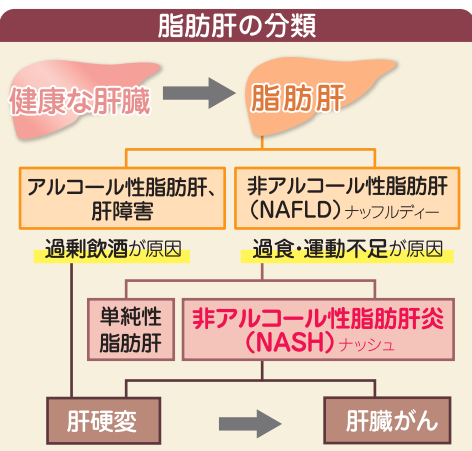 脂肪肝の分類
健康な肝臓
脂肪肝
アルコール性脂肪肝、
肝障害
非アルコール性脂肪肝
(NAFLD)ナッフルディー
過剰飲酒が原因
過食・運動不足が原因
単純性
脂肪肝
非アルコール性脂肪肝炎
(NASH)ナッシュ
肝硬変
肝臓がん